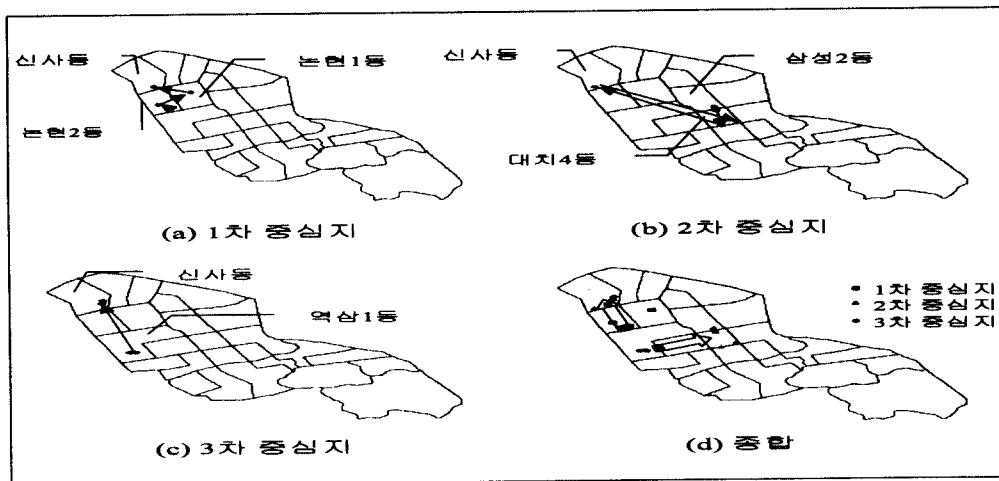 신사동
논현1동
논현2동
(a) 1차 중심지
신사동
삼성2동
대치4동
(b) 2차 중심지
신사동
역삼1동
(c) 3차 중심지
1차 중심지
2차 중심지
3차 중심지
(d) 종합